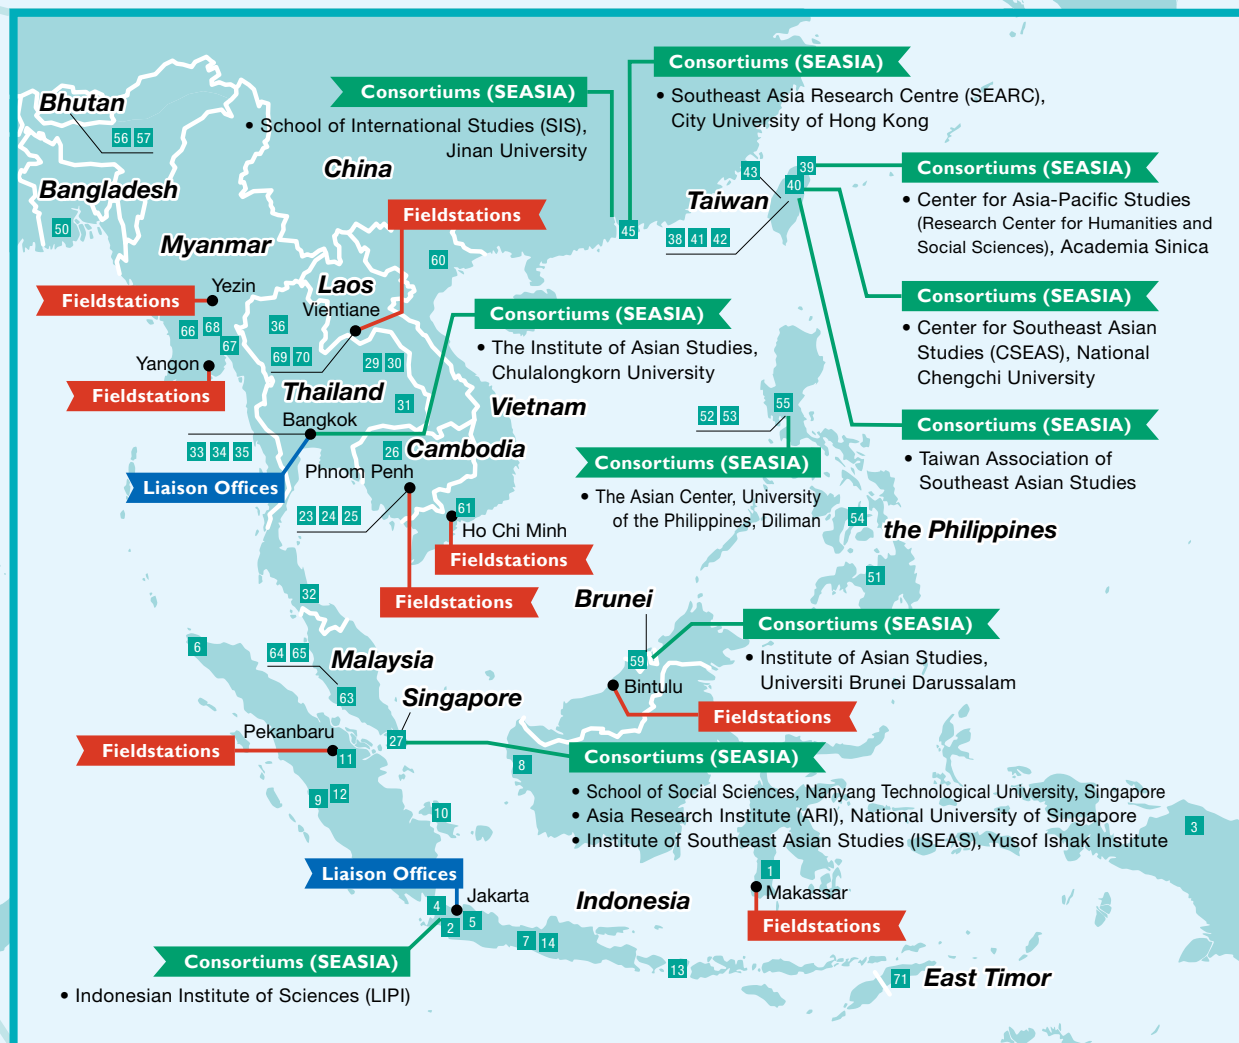 Consortiums (SEASIA)
• Southeast Asia Research Centre (SEARC),
City University of Hong Kong
Consortiums (SEASIA)
• School of International Studies (SIS),
Jinan University
Bhutan
56 57
China
Bangladesh
50
Myanmar
Taiwan
43
39
40
45
38 41 42
Consortiums (SEASIA)
• Center for Asia-Pacific Studies
(Research Center for Humanities and
Social Sciences), Academia Sinica
Consortiums (SEASIA)
• Center for Southeast Asian
Studies (CSEAS), National
Chengchi University
Consortiums (SEASIA)
• Taiwan Association of
Southeast Asian Studies
Fieldstations
60
Laos
Vientiane
Fieldstations
Yezin
66 68
67
36
69 70
29 30
Yangon
Fieldstations
Thailand
31
Bangkok
Consortiums (SEASIA)
• The Institute of Asian Studies,
Chulalongkorn University
Vietnam
33 34 35
Liaison Offices
26
Cambodia
Phnom Penh
23 24 25
61
Ho Chi Minh
Fieldstations
Fieldstations
52 53
55
Consortiums (SEASIA)
• The Asian Center, University
of the Philippines, Diliman
54
the Philippines
51
32
Brunei
59
Consortiums (SEASIA)
• Institute of Asian Studies,
Universiti Brunei Darussalam
Bintulu
Fieldstations
6
64 65
Malaysia
63
Singapore
27
Pekanbaru
Fieldstations
11
9 12
10
8
Consortiums (SEASIA)
• School of Social Sciences, Nanyang Technological University, Singapore
• Asia Research Institute (ARI), National University of Singapore
• Institute of Southeast Asian Studies (ISEAS), Yusof Ishak Institute
3
Liaison Offices
Jakarta
4
2
5
7 14
Indonesia
1
Makassar
Fieldstations
13
Consortiums (SEASIA)
• Indonesian Institute of Sciences (LIPI)
71
East Timor